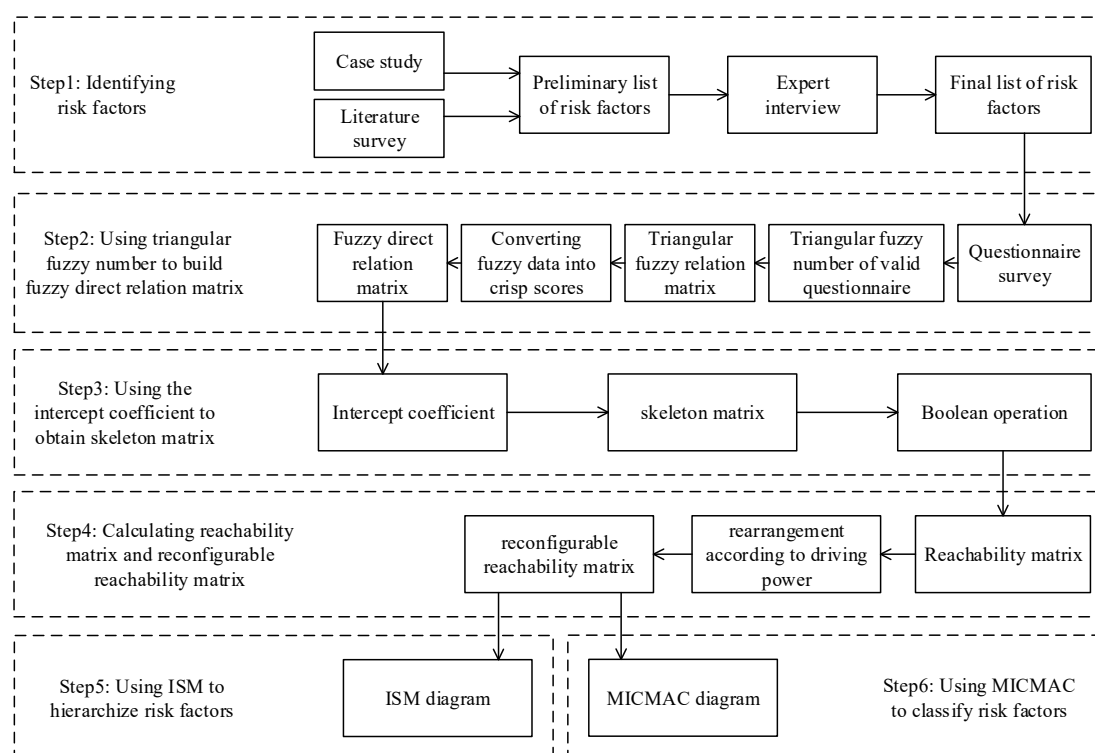 Step1: Identifying
risk factors
Case study
Literature
survey
Preliminary list
of risk factors
Expert
interview
Final list of risk
factors
Step2: Using triangular
fuzzy number to build
fuzzy direct relation matrix
Fuzzy direct
relation
matrix
Converting
fuzzy data into
crisp scores
Triangular
fuzzy relation
matrix
Triangular fuzzy
number of valid
questionnaire
Questionnaire
survey
Step3: Using the
intercept coefficient to
obtain skeleton matrix
Intercept coefficient
skeleton matrix
Boolean operation
Step4: Calculating reachability
matrix and reconfigurable
reachability matrix
reconfigurable
reachability matrix
rearrangement
according to driving
power
Reachability matrix
Step5: Using ISM to
hierarchize risk factors
ISM diagram
MICMAC diagram
Step6: Using MICMAC
to classify risk factors